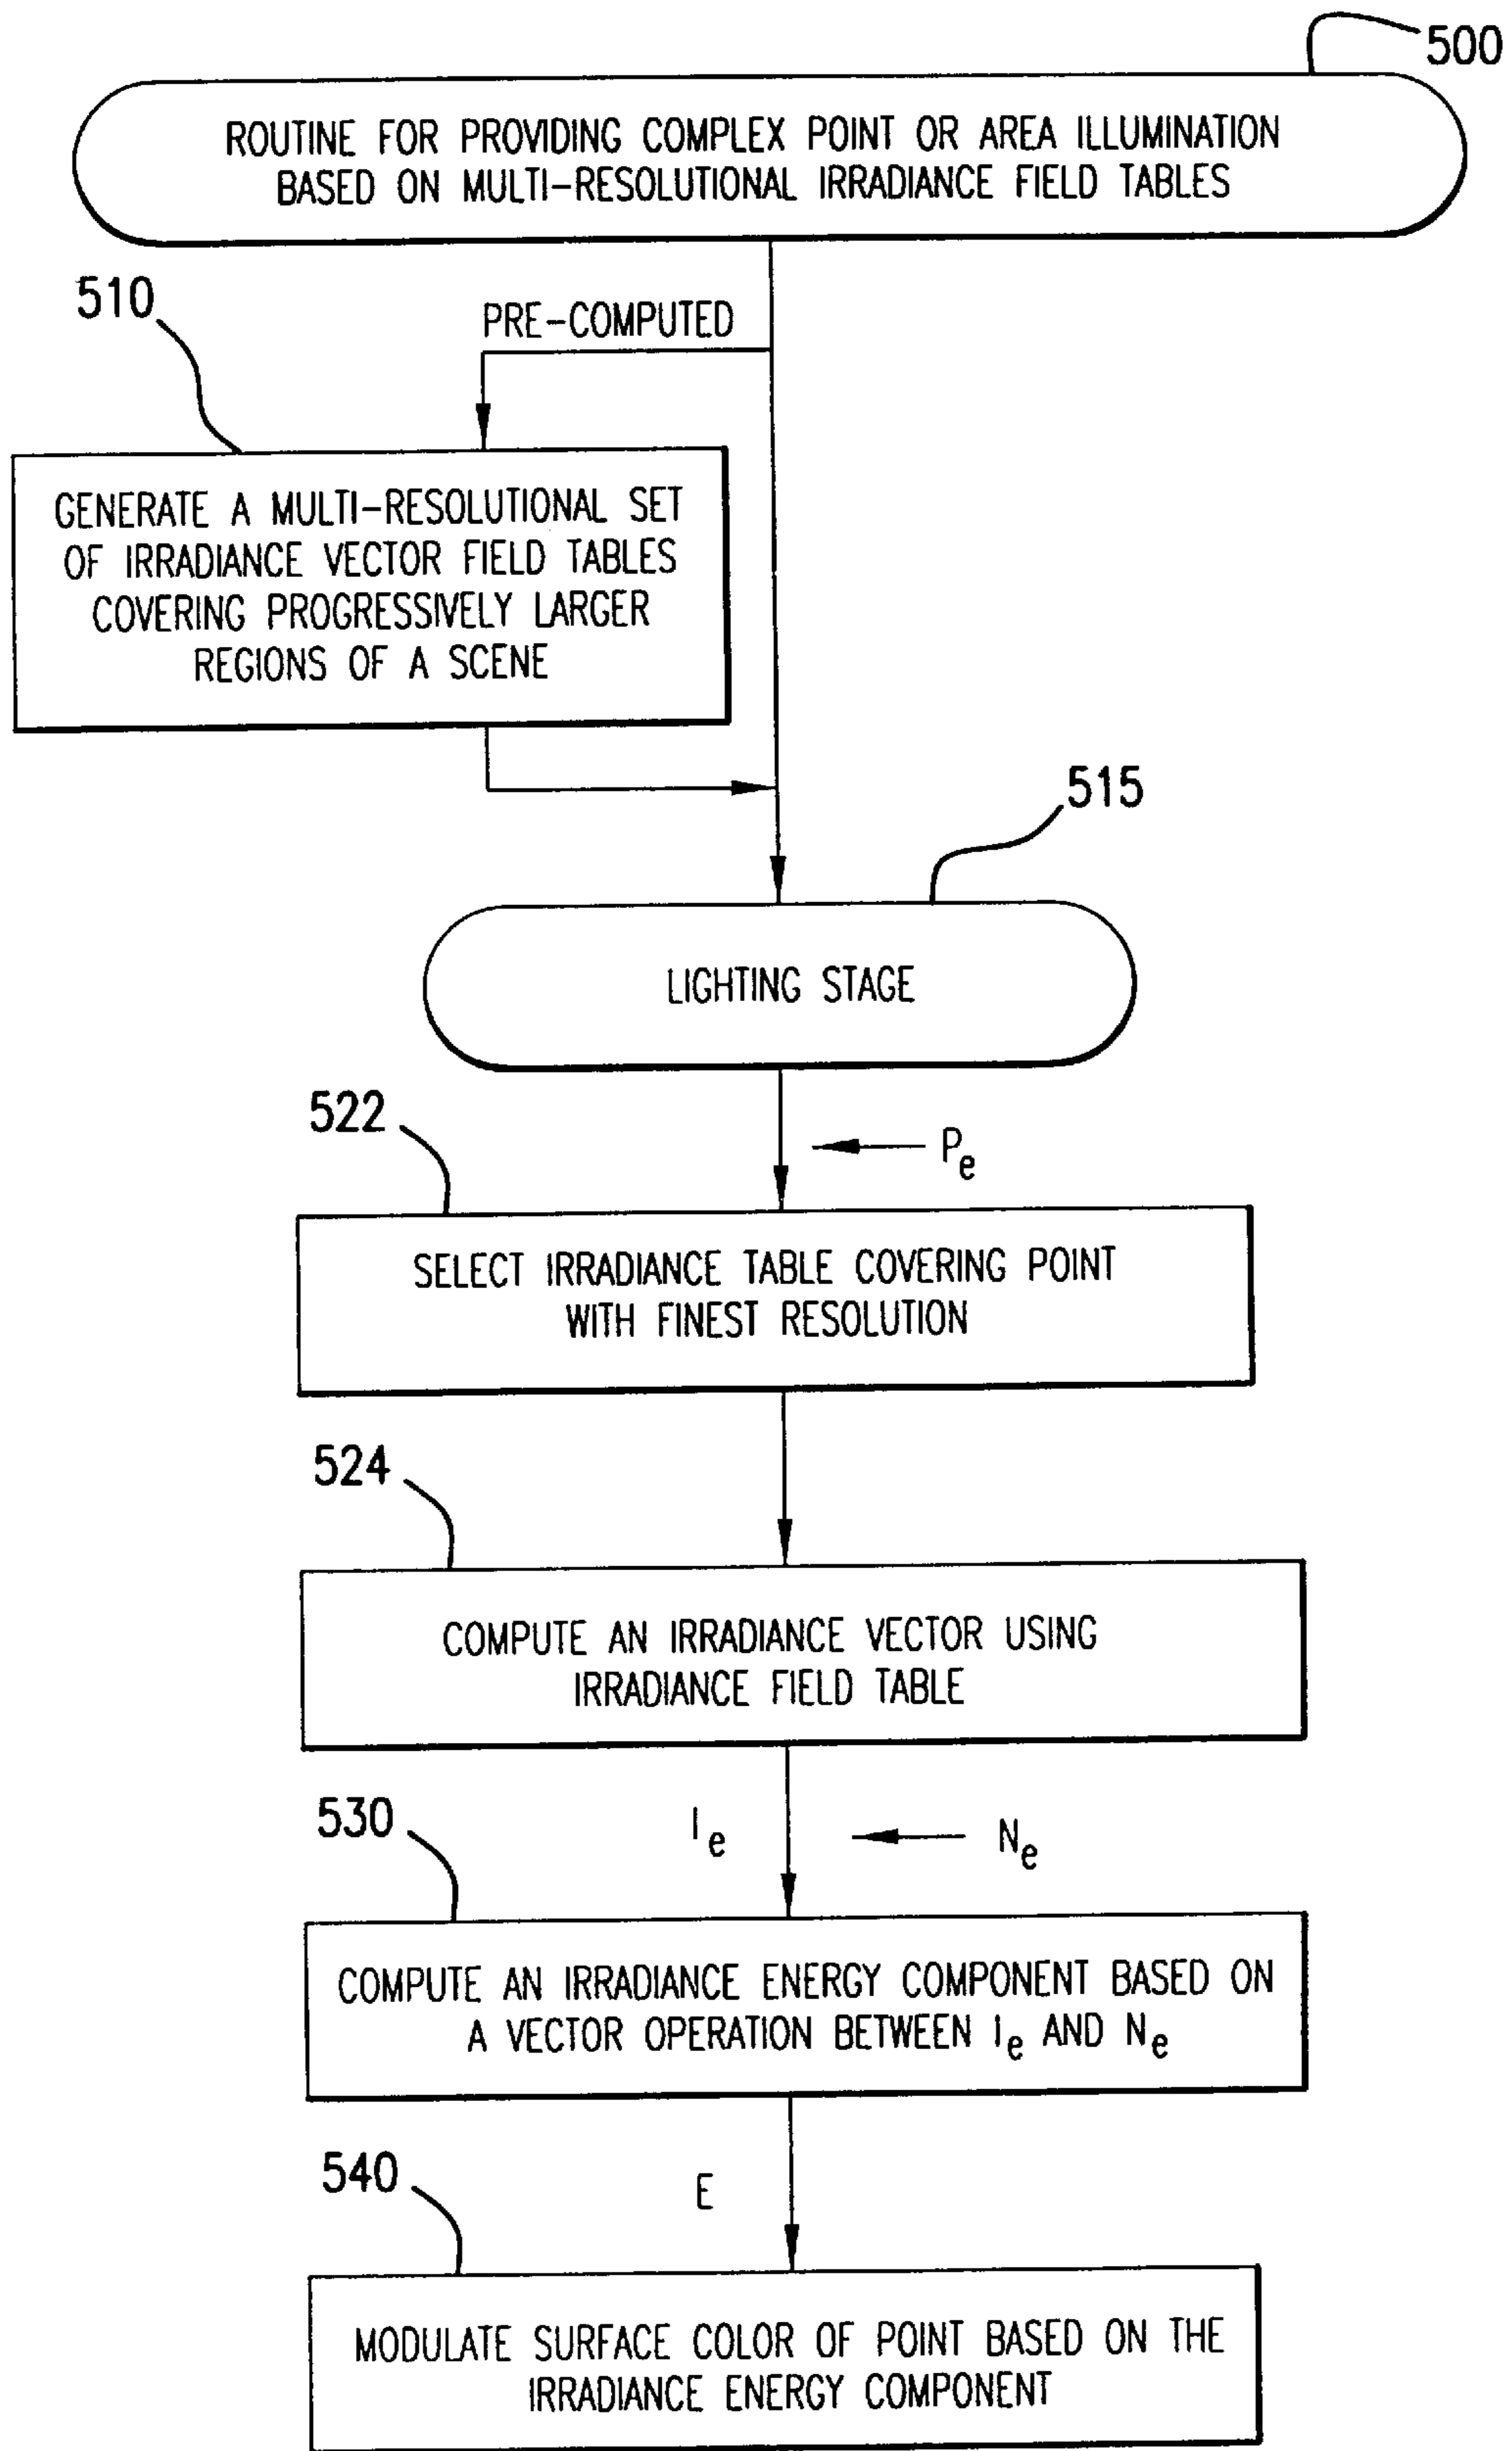 500
ROUTINE FOR PROVIDING COMPLEX POINT OR AREA ILLUMINATION
BASED ON MULTI-RESOLUTIONAL IRRADIANCE FIELD TABLES
510
PRE-COMPUTED
GENERATE A MULTI-RESOLUTIONAL SET
OF IRRADIANCE VECTOR FIELD TABLES
COVERING PROGRESSIVELY LARGER
REGIONS OF A SCENE
515
LIGHTING STAGE
522
Pe
SELECT IRRADIANCE TABLE COVERING POINT
WITH FINEST RESOLUTION
524
COMPUTE AN IRRADIANCE VECTOR USING
IRRADIANCE FIELD TABLE
530
Ie
Ne
COMPUTE AN IRRADIANCE ENERGY COMPONENT BASED ON
A VECTOR OPERATION BETWEEN Ie AND Ne
540
E
MODULATE SURFACE COLOR OF POINT BASED ON THE
IRRADIANCE ENERGY COMPONENT